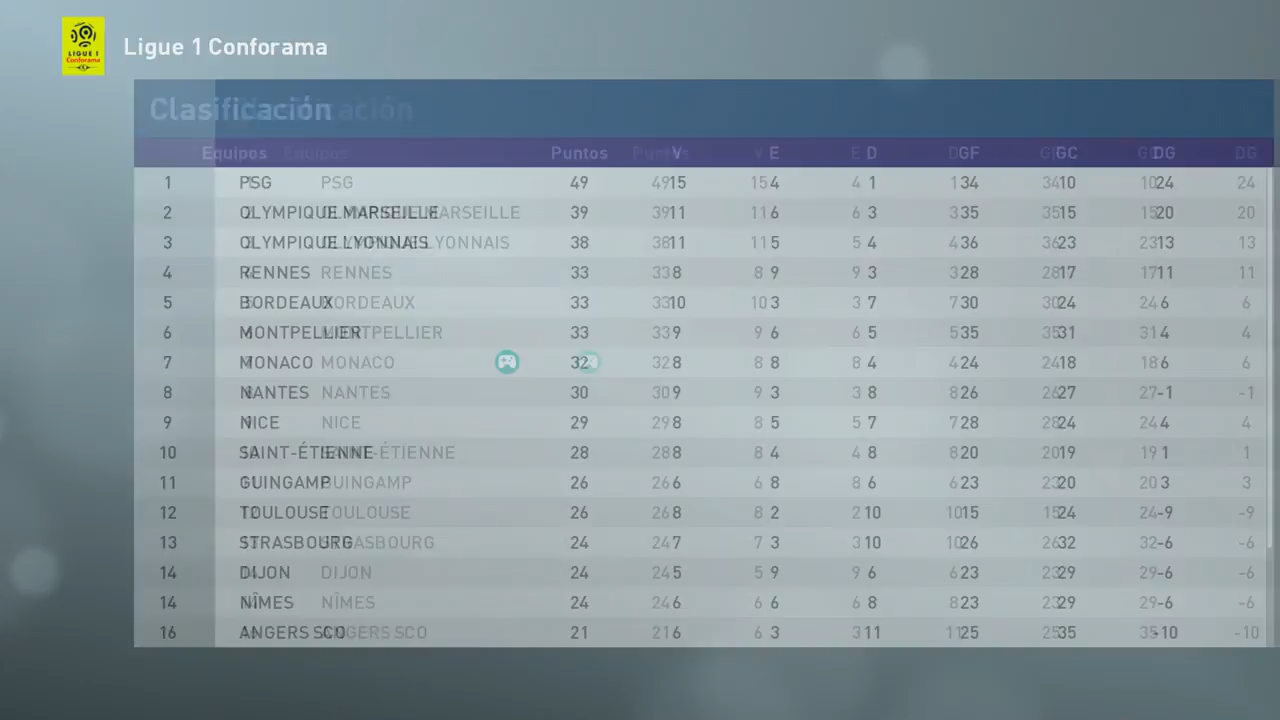 LIGUE 1
Conforama
Ligue 1 Conforama
Clasificación
Equipos Puntos V E D GF GC DG
1 PSG 49 15 4 1 34 10 24
2 OLYMPIQUE MARSEILLE 39 11 6 3 35 15 20
3 OLYMPIQUE LYONNAIS 38 11 5 4 36 23 13
4 RENNES 33 8 9 3 28 17 11
5 BORDEAUX 33 10 3 7 30 24 6
6 MONTPELLIER 33 9 6 5 35 31 4
7 MONACO 32 8 8 4 24 18 6
8 NANTES 30 9 3 8 26 27 -1
9 NICE 29 8 5 7 28 24 4
10 SAINT-ÉTIENNE 28 8 4 8 20 19 1
11 GUINGAMP 26 6 8 6 23 20 3
12 TOULOUSE 26 8 2 10 15 24 -9
13 STRASBOURG 24 7 3 10 26 32 -6
14 DIJON 24 5 9 6 23 29 -6
14 NÎMES 24 6 6 8 23 29 -6
16 ANGERS SCO 21 6 3 11 25 35 -10